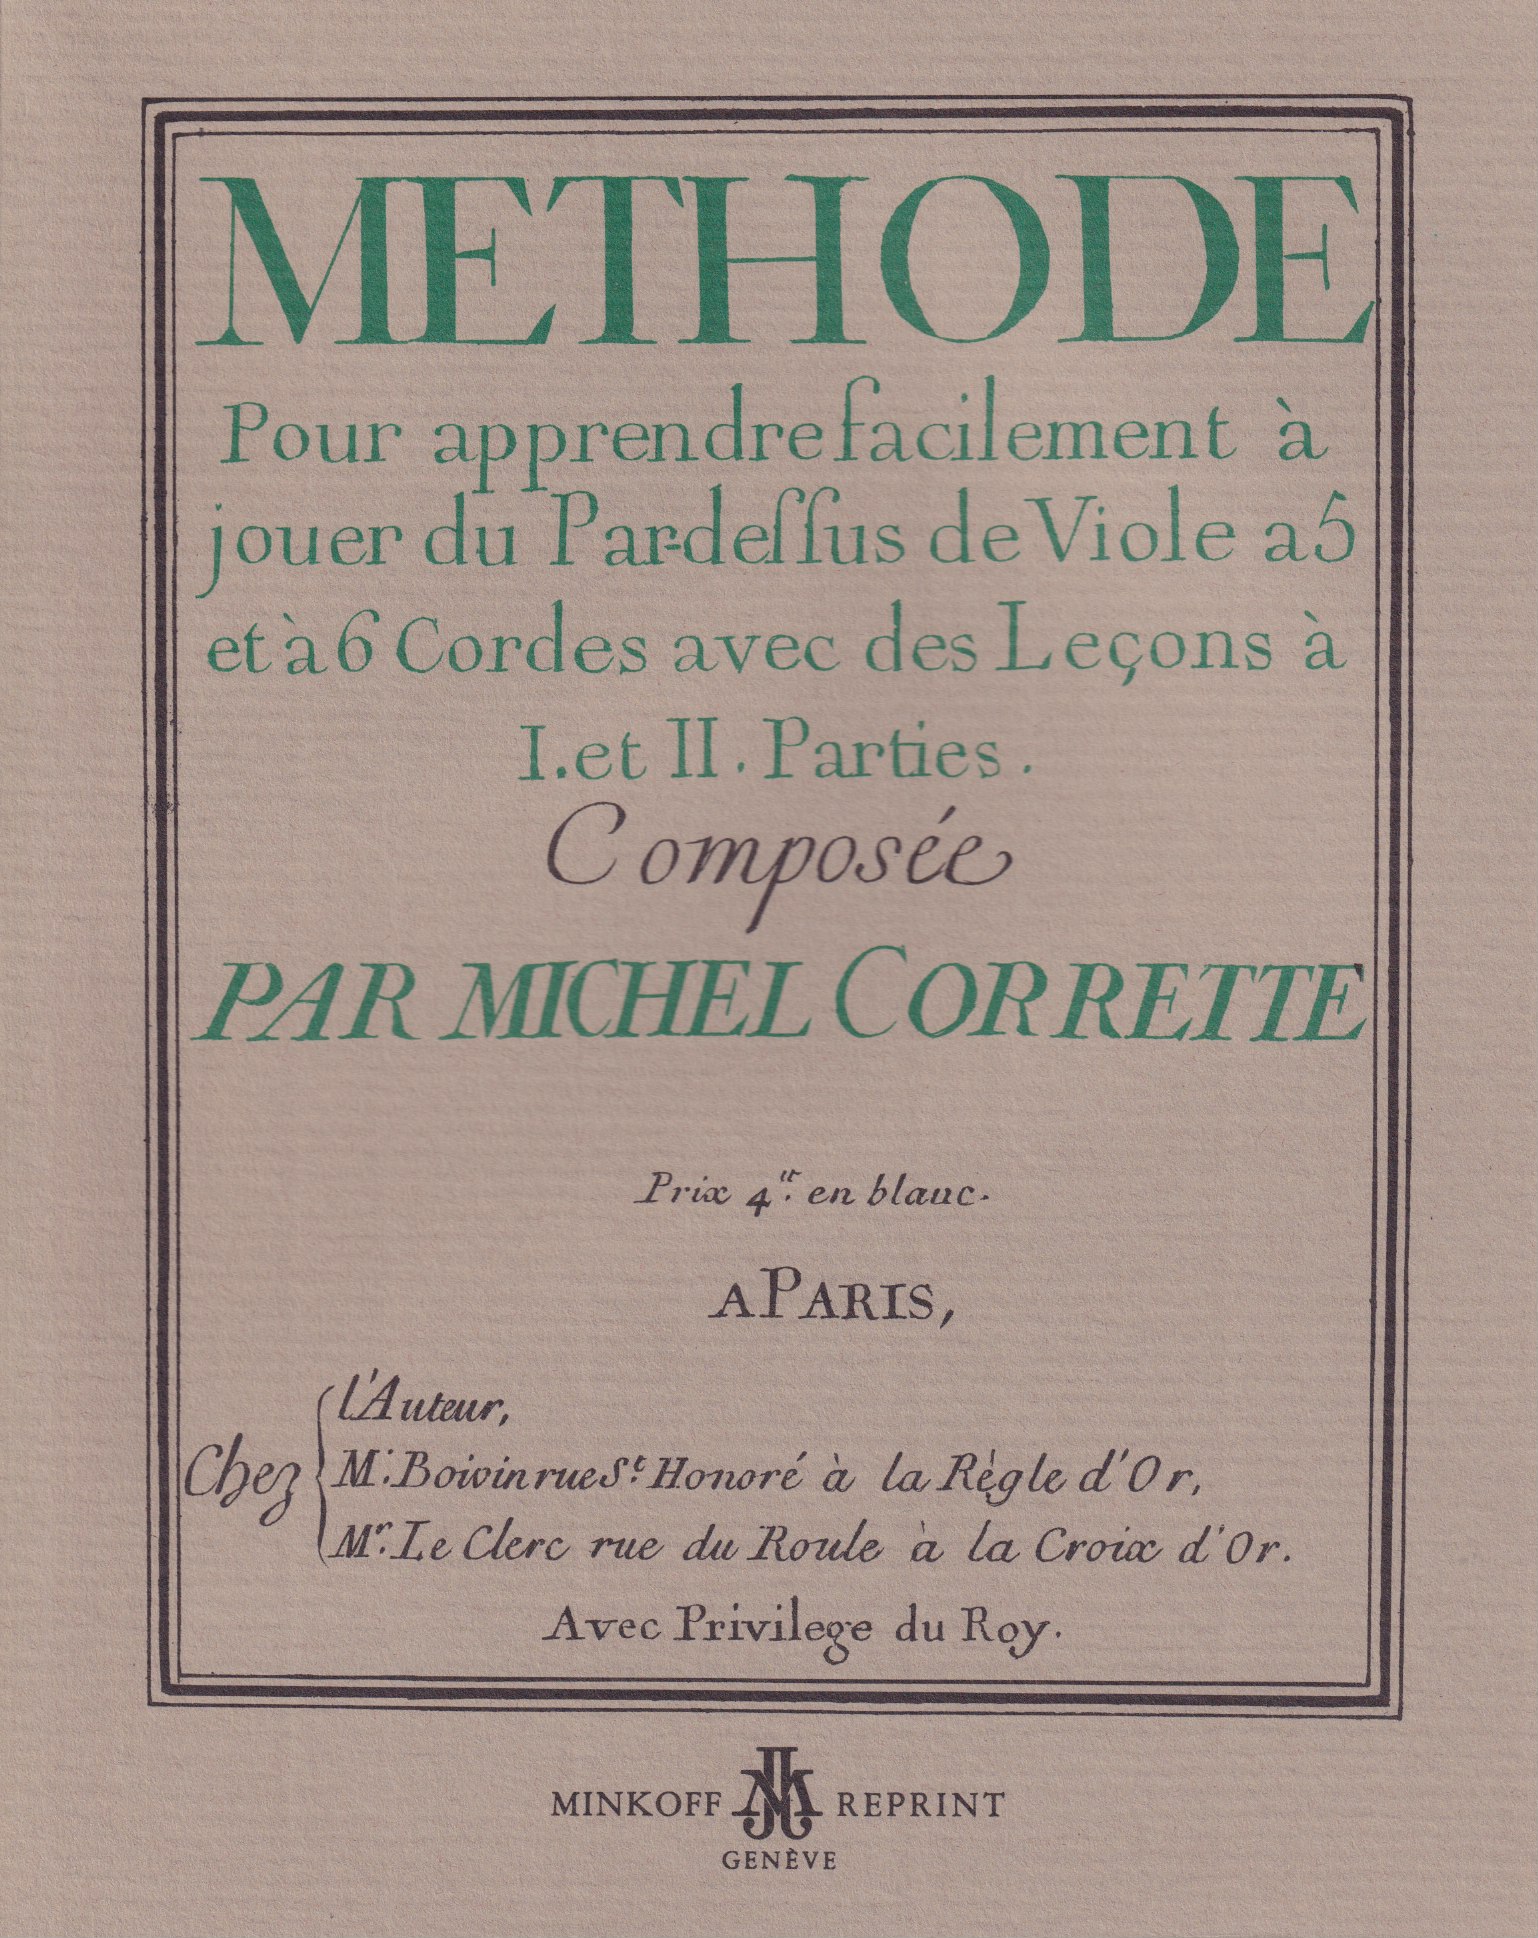 METHODE
Pour apprendre facilement à
jouer du Par-deſſus de Viole a 5
et à 6 Cordes avec des Leçons à
I. et II. Parties.
Composée
PAR MICHEL CORRETTE
Prix 4.tt en blanc.
A PARIS,
Chez
l'Auteur,
M.r Boivin rue S.t Honoré à la Règle d'Or,
M.r Le Clerc rue du Roule à la Croix d'Or.
Avec Privilege du Roy.
MINKOFF REPRINT
GENÈVE